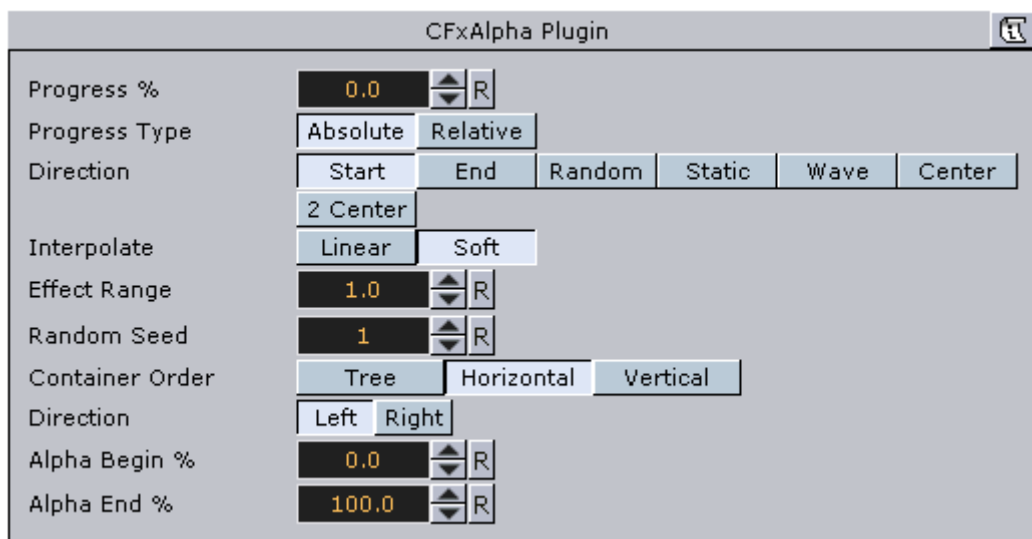 CFxAlpha Plugin
Progress % 0.0 R
Progress Type Absolute Relative
Direction Start End Random Static Wave Center
2 Center
Interpolate Linear Soft
Effect Range 1.0 R
Random Seed 1 R
Container Order Tree Horizontal Vertical
Direction Left Right
Alpha Begin % 0.0 R
Alpha End % 100.0 R